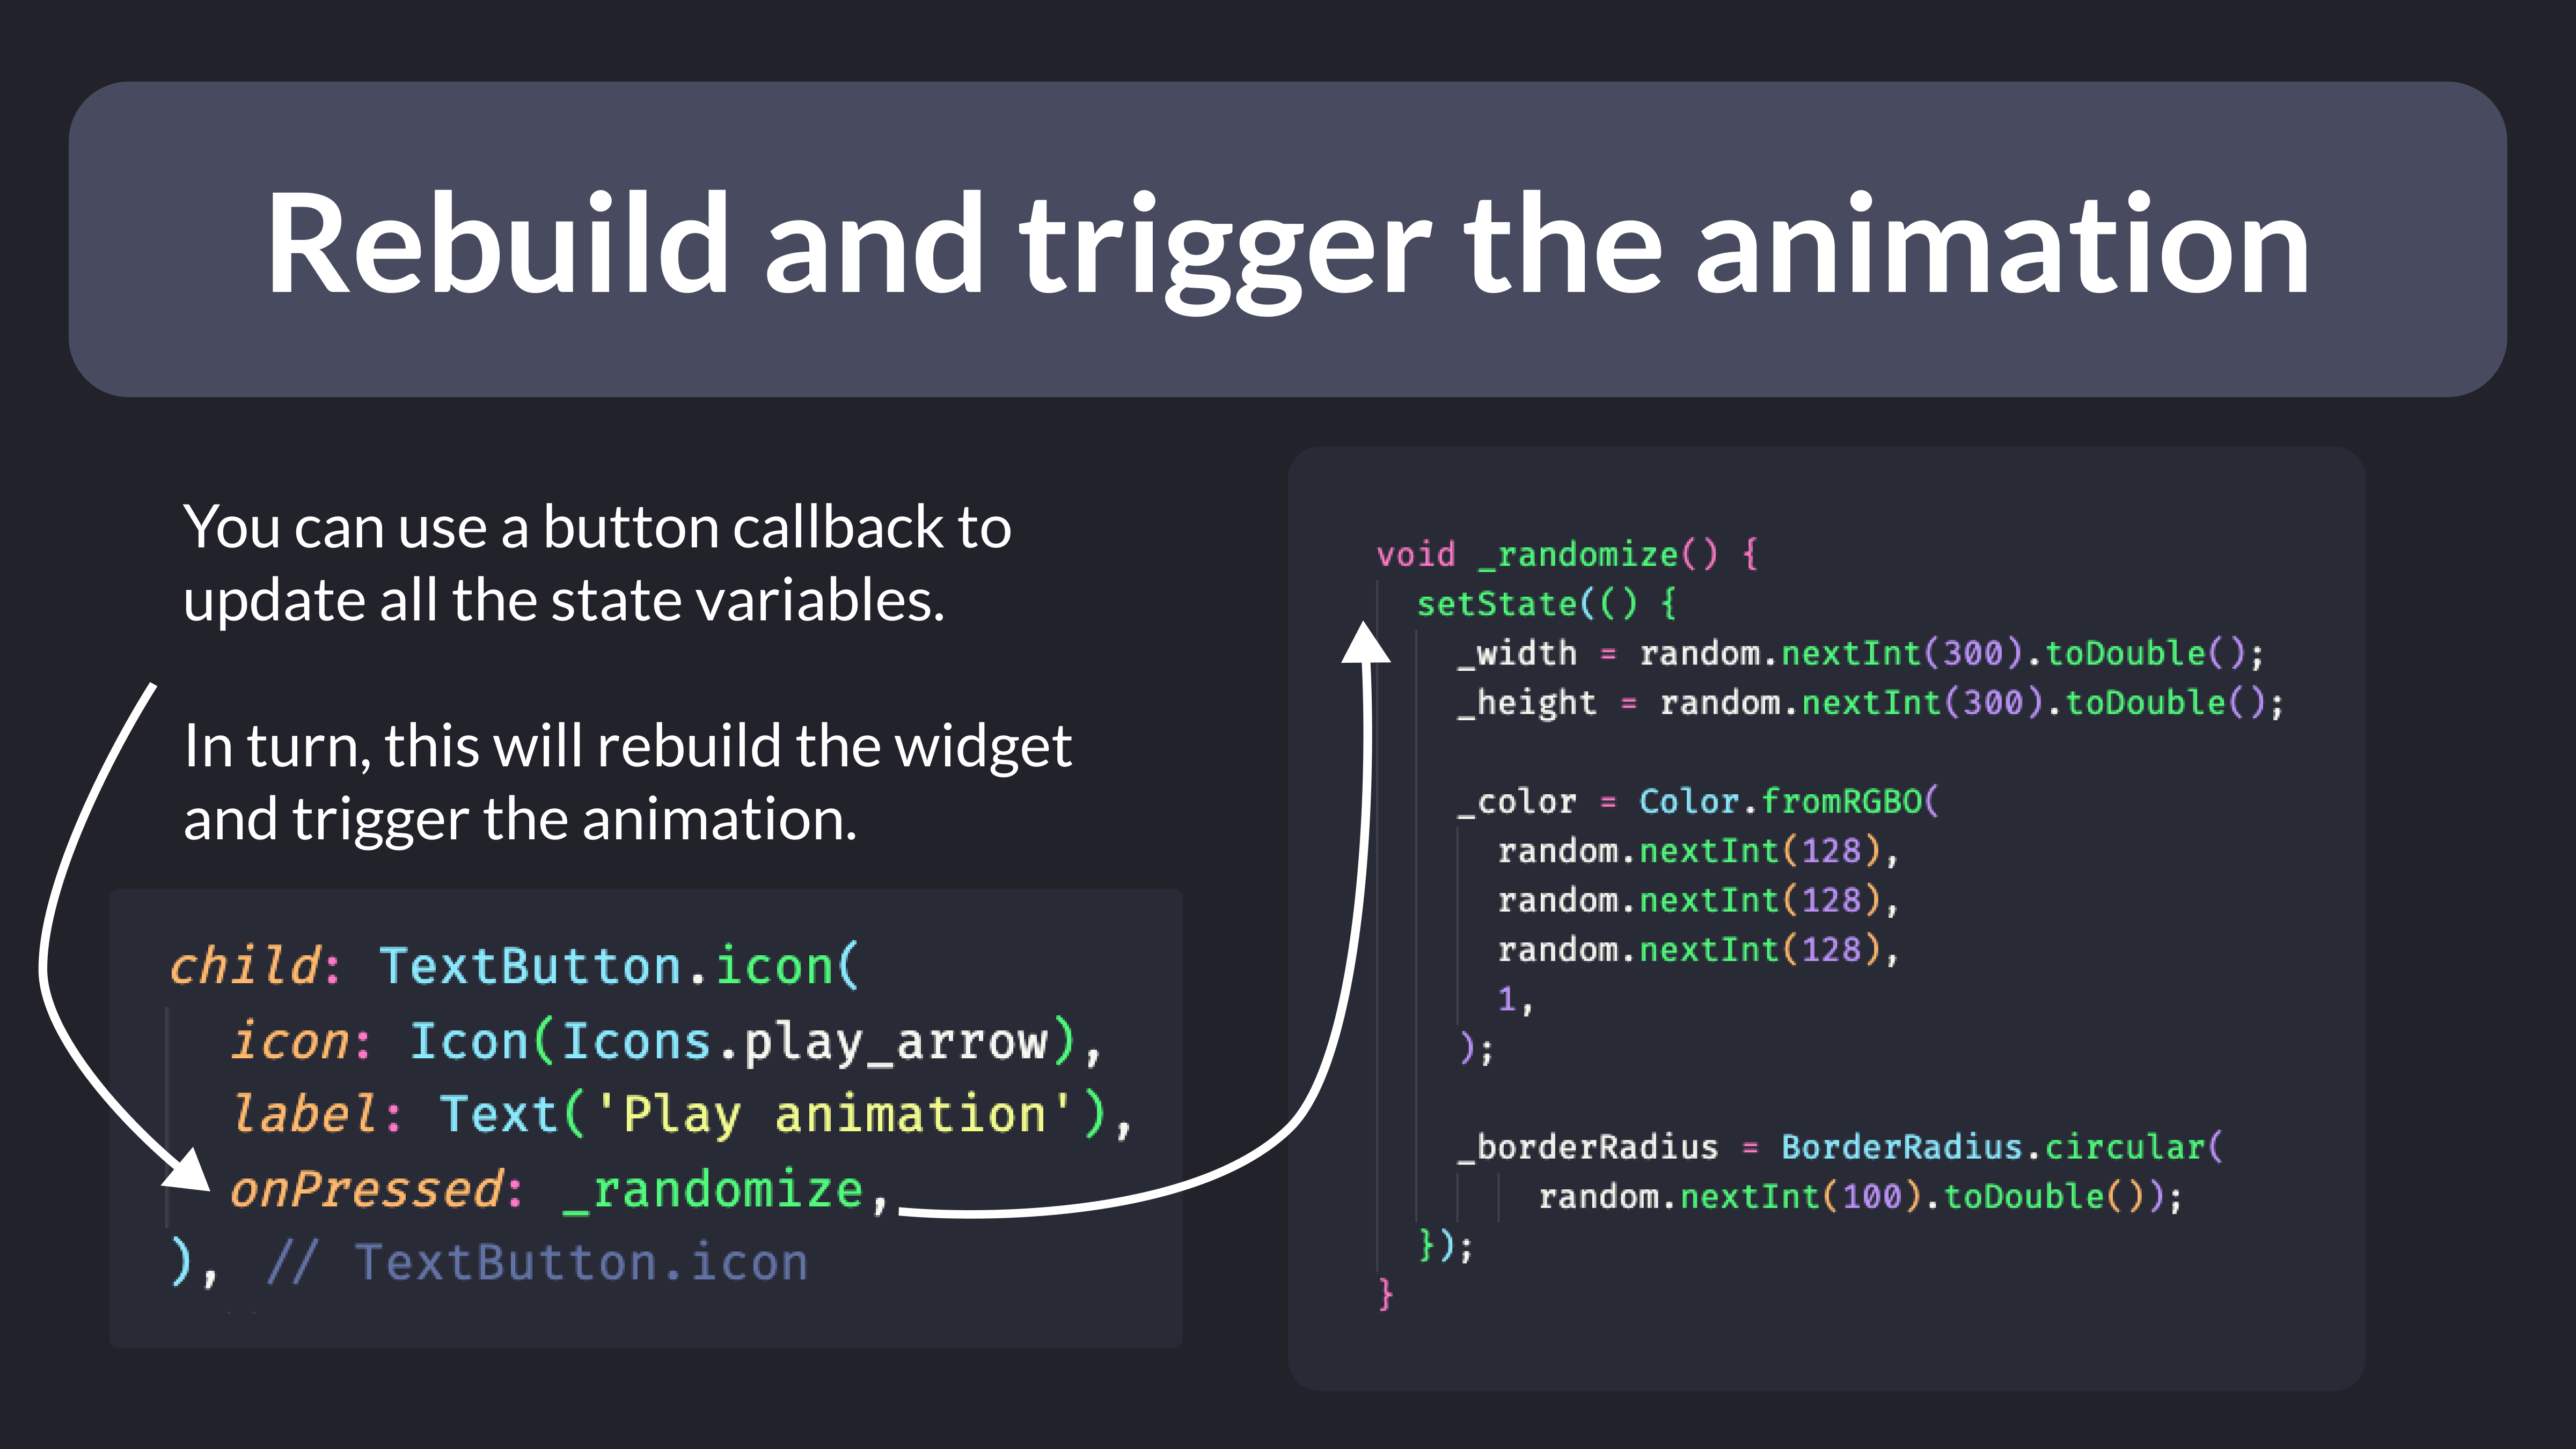 Rebuild and trigger the animation
You can use a button callback to
update all the state variables.
In turn, this will rebuild the widget
and trigger the animation.
child: TextButton.icon(
  icon: Icon(Icons.play_arrow),
  label: Text('Play animation'),
  onPressed: _randomize,
), // TextButton.icon
void _randomize() {
  setState(() {
    _width = random.nextInt(300).toDouble();
    _height = random.nextInt(300).toDouble();
    _color = Color.fromRGBO(
      random.nextInt(128),
      random.nextInt(128),
      random.nextInt(128),
      1,
    );
    _borderRadius = BorderRadius.circular(
        random.nextInt(100).toDouble());
  });
}